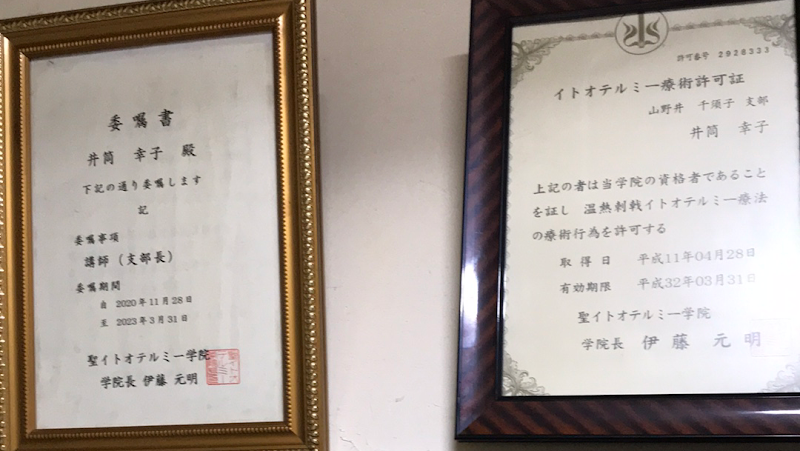 委嘱書
井筒 幸子 殿
下記の通り委嘱します
記
委嘱事項
講師（支部長）
委嘱期間
自 2020年11月28日
至 2023年3月31日
聖イトオテルミー学院
学院長 伊藤 元明
許可番号 2926333
イトオテルミー療術許可証
山野井 千須子 支部
井筒 幸子
上記の者は当学院の資格者であること
を証し 温熱刺戟イトオテルミー療法
の療術行為を許可する
取得日 平成11年04月28日
有効期限 平成32年03月31日
聖イトオテルミー学院
学院長 伊藤 元明